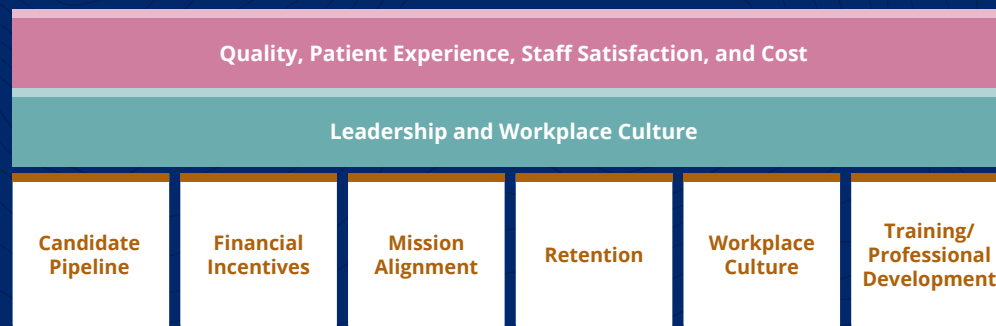 Quality, Patient Experience, Staff Satisfaction, and Cost
Leadership and Workplace Culture
Candidate
Pipeline
Financial
Incentives
Mission
Alignment
Retention
Workplace
Culture
Training/
Professional
Development